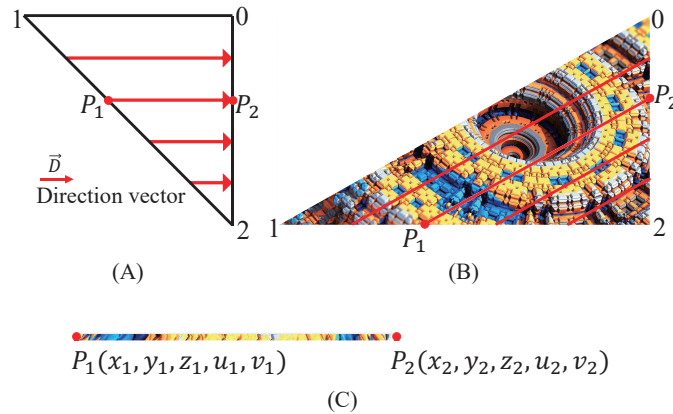 1 0
P₁ P₂
D⃗
Direction vector
2
(A)
0
P₂
1 P₁ 2
(B)
P₁(x₁, y₁, z₁, u₁, v₁) P₂(x₂, y₂, z₂, u₂, v₂)
(C)